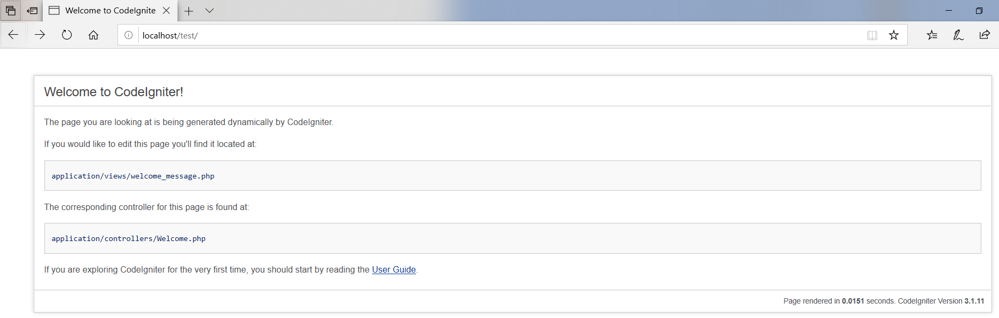 Welcome to CodeIgnite
localhost/test/
Welcome to CodeIgniter!
The page you are looking at is being generated dynamically by CodeIgniter.
If you would like to edit this page you'll find it located at:
application/views/welcome_message.php
The corresponding controller for this page is found at:
application/controllers/Welcome.php
If you are exploring CodeIgniter for the very first time, you should start by reading the User Guide.
Page rendered in 0.0151 seconds. CodeIgniter Version 3.1.11